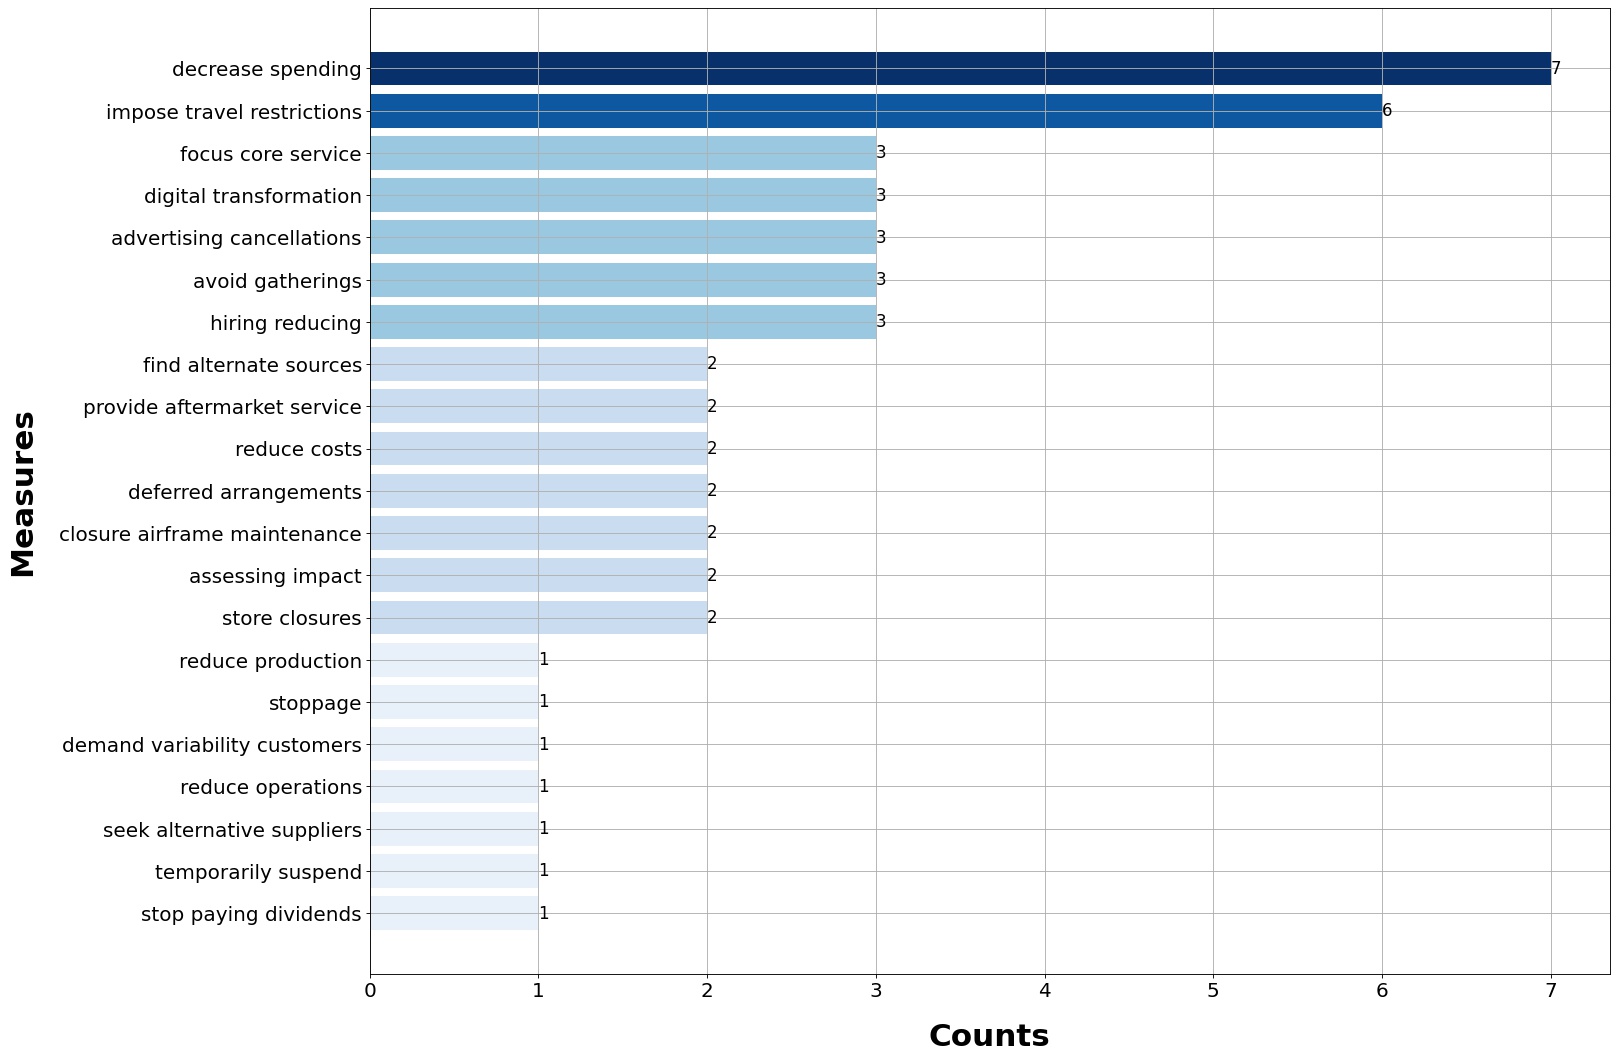 decrease spending 7
impose travel restrictions 6
focus core service 3
digital transformation 3
advertising cancellations 3
avoid gatherings 3
hiring reducing 3
find alternate sources 2
provide aftermarket service 2
reduce costs 2
deferred arrangements 2
closure airframe maintenance 2
assessing impact 2
store closures 2
reduce production 1
stoppage 1
demand variability customers 1
reduce operations 1
seek alternative suppliers 1
temporarily suspend 1
stop paying dividends 1
Measures
0 1 2 3 4 5 6 7
Counts